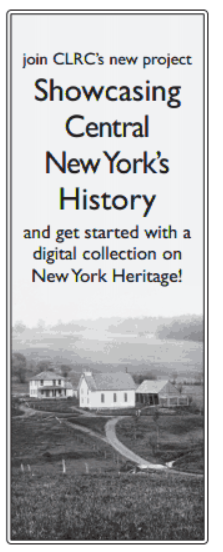 join CLRC's new project
Showcasing
Central
New York's
History
and get started with a
digital collection on
New York Heritage!